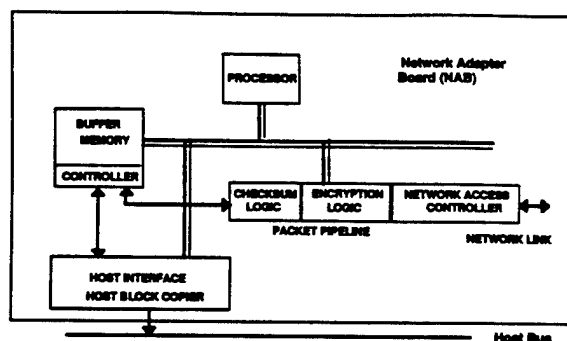 Network Adapter
Board (NAB)
PROCESSOR
BUFFER
MEMORY
CONTROLLER
CHECKSUM
LOGIC
ENCRYPTION
LOGIC
NETWORK ACCESS
CONTROLLER
PACKET PIPELINE
NETWORK LINK
HOST INTERFACE
HOST BLOCK COPIER
Host Bus